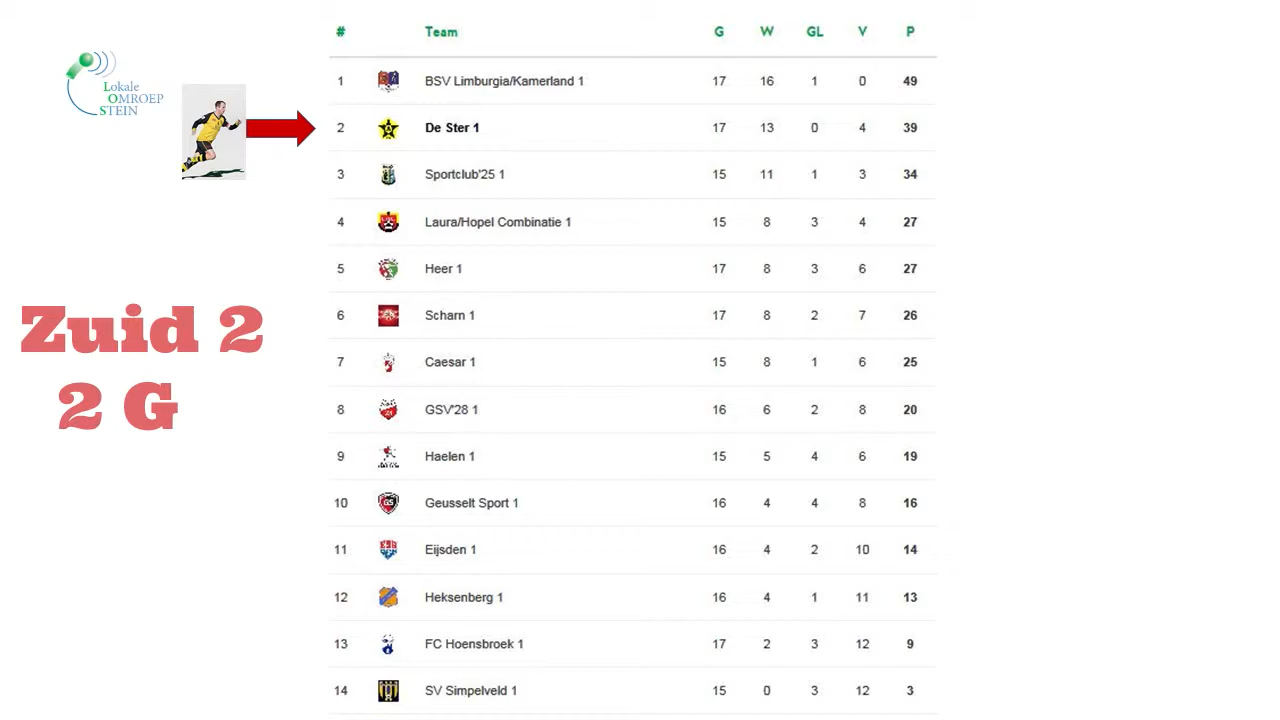 Lokale
OMROEP
STEIN
Zuid 2
2 G
# Team G W GL V P
1 BSV Limburgia/Kamerland 1 17 16 1 0 49
2 De Ster 1 17 13 0 4 39
3 Sportclub'25 1 15 11 1 3 34
4 Laura/Hopel Combinatie 1 15 8 3 4 27
5 Heer 1 17 8 3 6 27
6 Scharn 1 17 8 2 7 26
7 Caesar 1 15 8 1 6 25
8 GSV'28 1 16 6 2 8 20
9 Haelen 1 15 5 4 6 19
10 Geusselt Sport 1 16 4 4 8 16
11 Eijsden 1 16 4 2 10 14
12 Heksenberg 1 16 4 1 11 13
13 FC Hoensbroek 1 17 2 3 12 9
14 SV Simpelveld 1 15 0 3 12 3